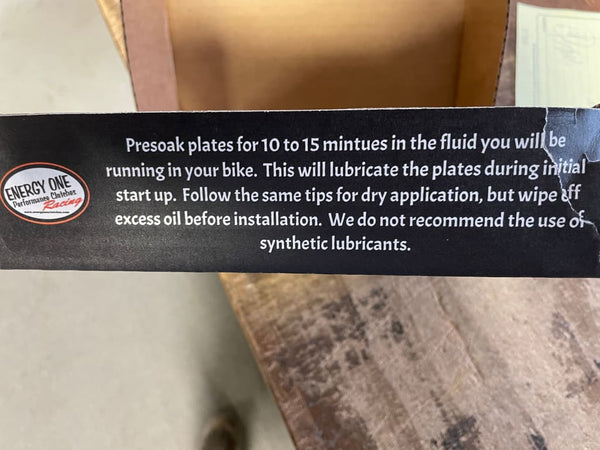 Presoak plates for 10 to 15 mintues in the fluid you will be
running in your bike. This will lubricate the plates during initial
start up. Follow the same tips for dry application, but wipe off
excess oil before installation. We do not recommend the use of
synthetic lubricants.
ENERGY ONE
Performance Clutches
Racing